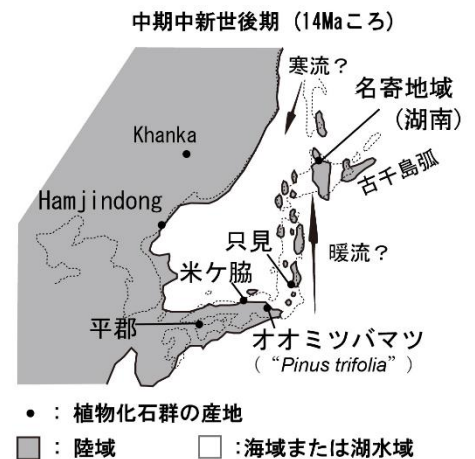 中期中新世後期（14Maころ）
寒流？
名寄地域
（湖南）
Khanka
古千島弧
Hamjindong
只見
暖流？
米ケ脇
平郡
オオミツバマツ
（“Pinus trifolia”）
● ： 植物化石群の産地
： 陸域
：海域または湖水域